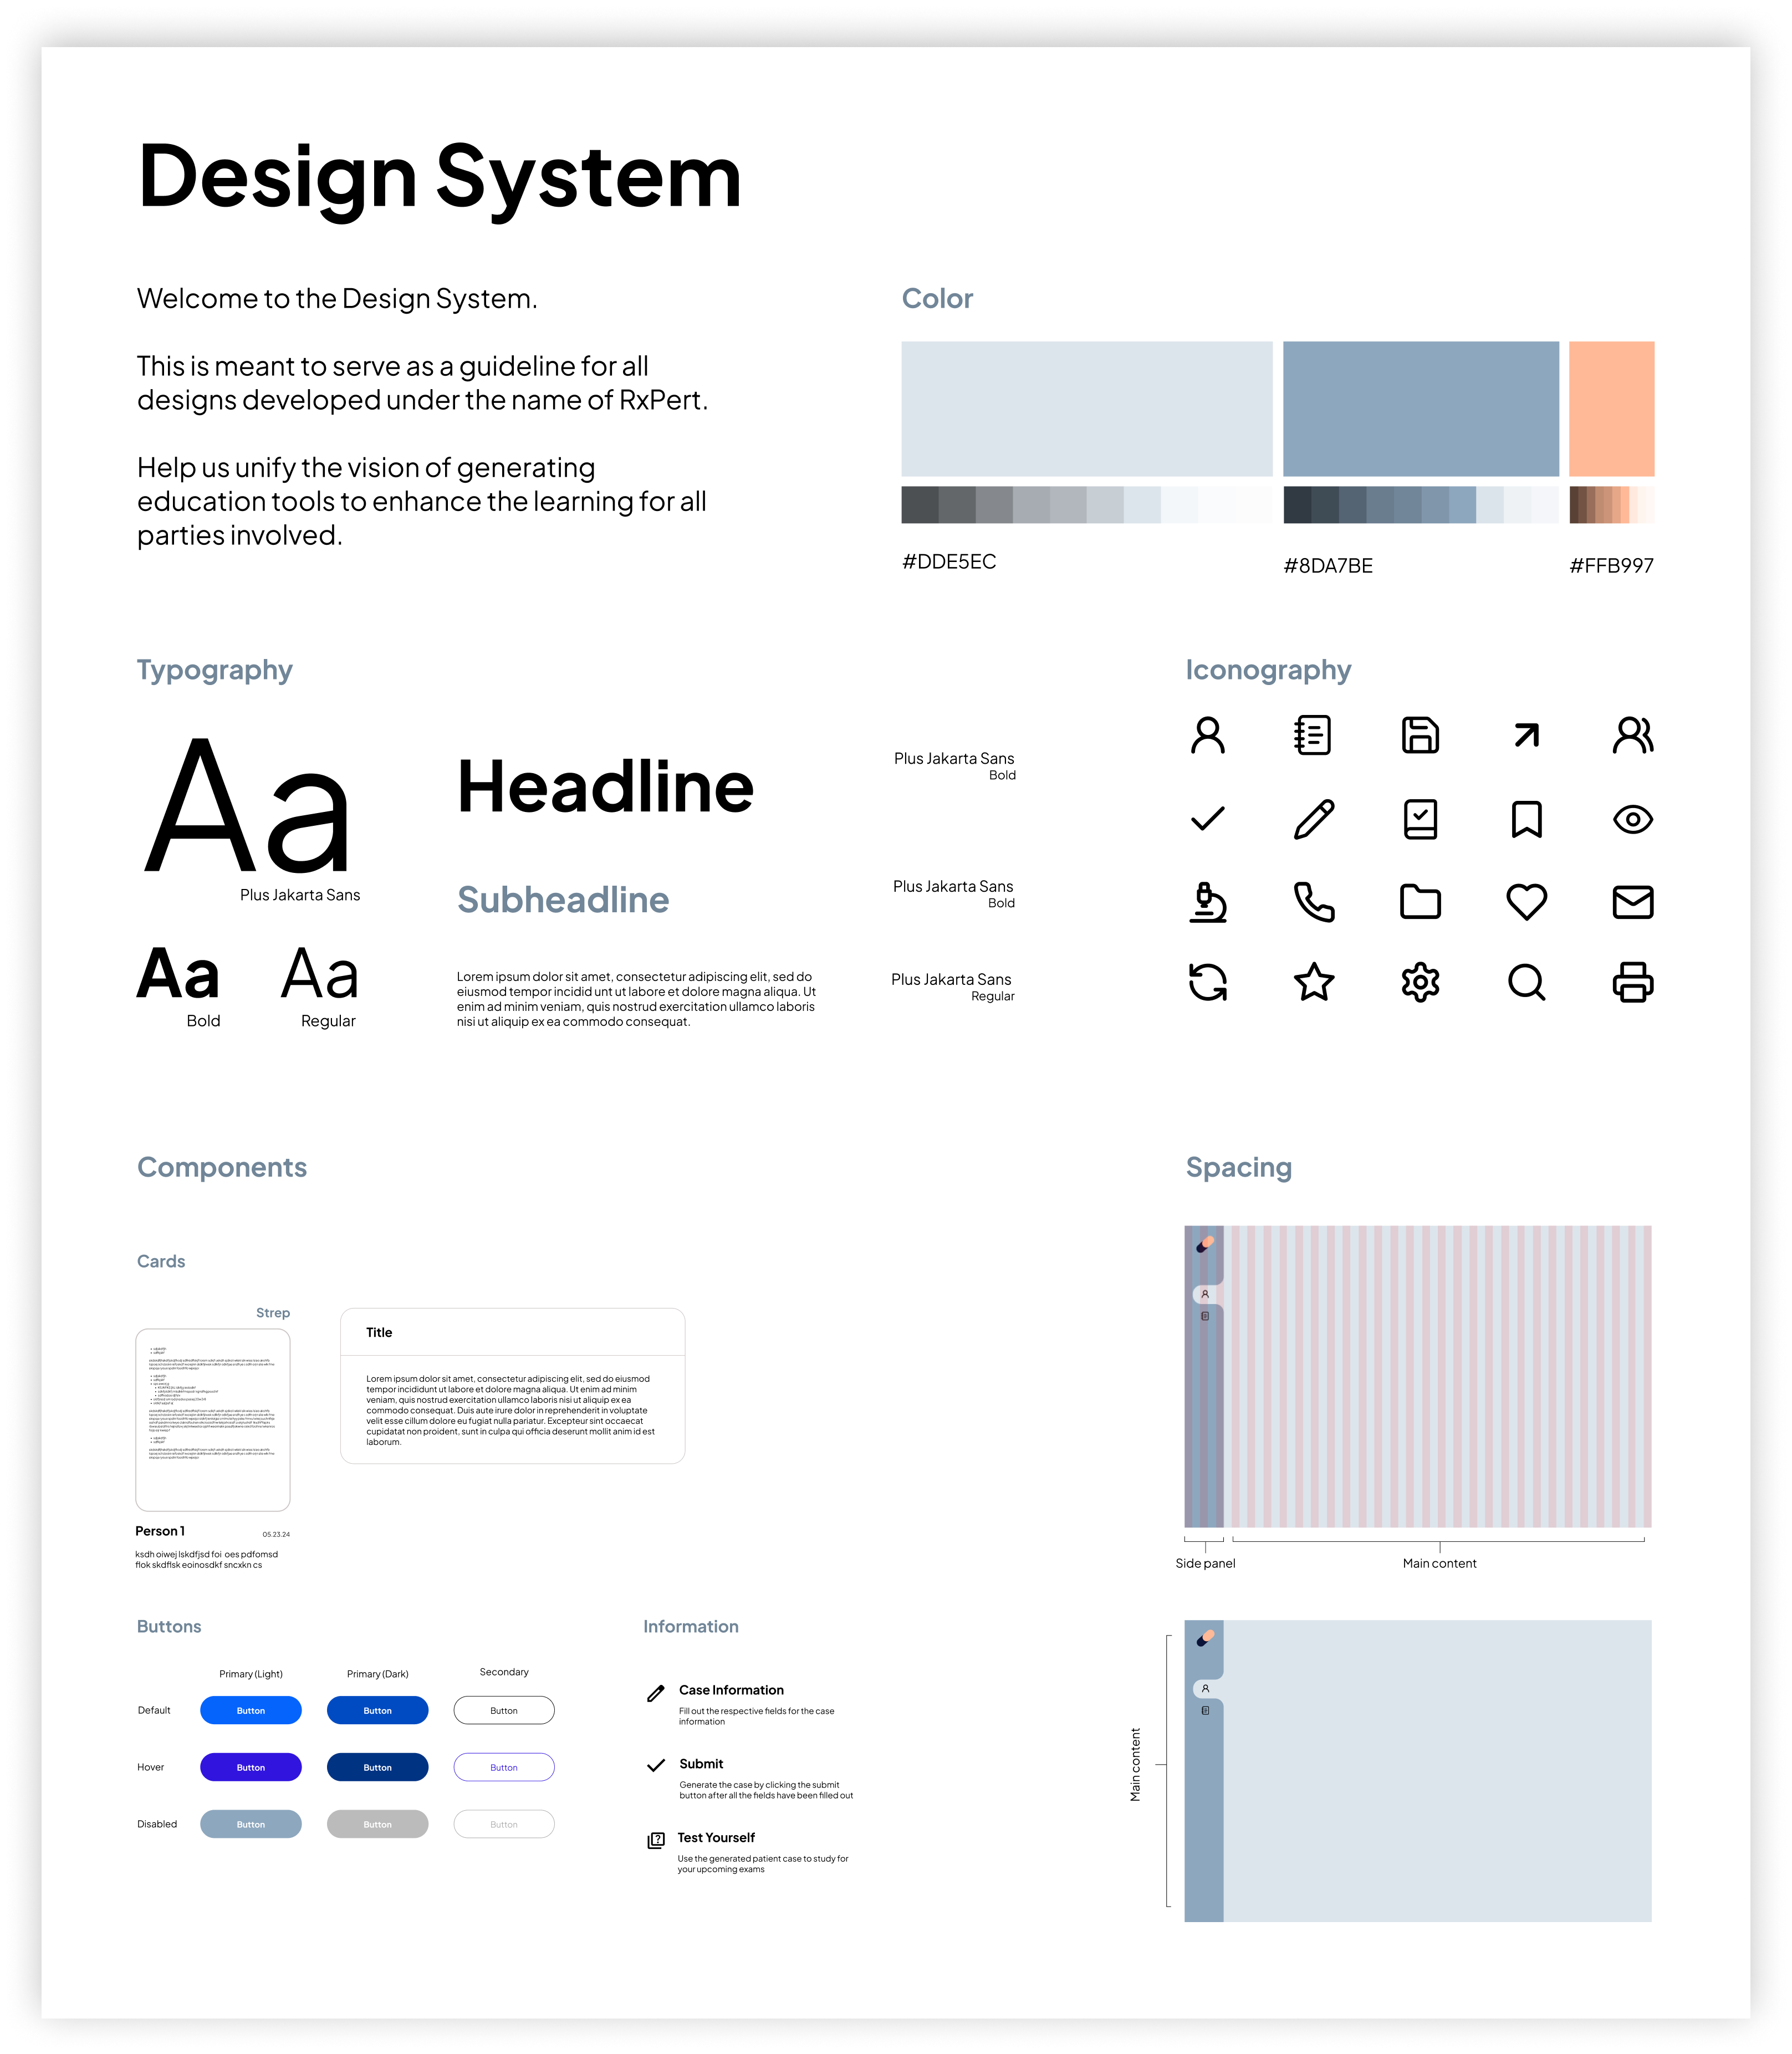 Design System
Welcome to the Design System.
This is meant to serve as a guideline for all
designs developed under the name of RxPert.
Help us unify the vision of generating
education tools to enhance the learning for all
parties involved.
Color
#DDE5EC
#8DA7BE
#FFB997
Typography
Aa
Plus Jakarta Sans
Aa
Bold
Aa
Regular
Headline
Plus Jakarta Sans
Bold
Subheadline
Plus Jakarta Sans
Bold
Lorem ipsum dolor sit amet, consectetur adipiscing elit, sed do
eiusmod tempor incidid unt ut labore et dolore magna aliqua. Ut
enim ad minim veniam, quis nostrud exercitation ullamco laboris
nisi ut aliquip ex ea commodo consequat.
Plus Jakarta Sans
Regular
Iconography
Components
Cards
Strep
Person 1
05.23.24
ksdh oiwej lskdfjsd foi oes pdfomsd
flok skdflsk eoinosdkf sncxkn cs
Title
Lorem ipsum dolor sit amet, consectetur adipiscing elit, sed do eiusmod
tempor incididunt ut labore et dolore magna aliqua. Ut enim ad minim
veniam, quis nostrud exercitation ullamco laboris nisi ut aliquip ex ea
commodo consequat. Duis aute irure dolor in reprehenderit in voluptate
velit esse cillum dolore eu fugiat nulla pariatur. Excepteur sint occaecat
cupidatat non proident, sunt in culpa qui officia deserunt mollit anim id est
laborum.
Buttons
Primary (Light)
Primary (Dark)
Secondary
Default
Button
Button
Button
Hover
Button
Button
Button
Disabled
Button
Button
Button
Information
Case Information
Fill out the respective fields for the case
information
Submit
Generate the case by clicking the submit
button after all the fields have been filled out
Test Yourself
Use the generated patient case to study for
your upcoming exams
Spacing
Side panel
Main content
Main content